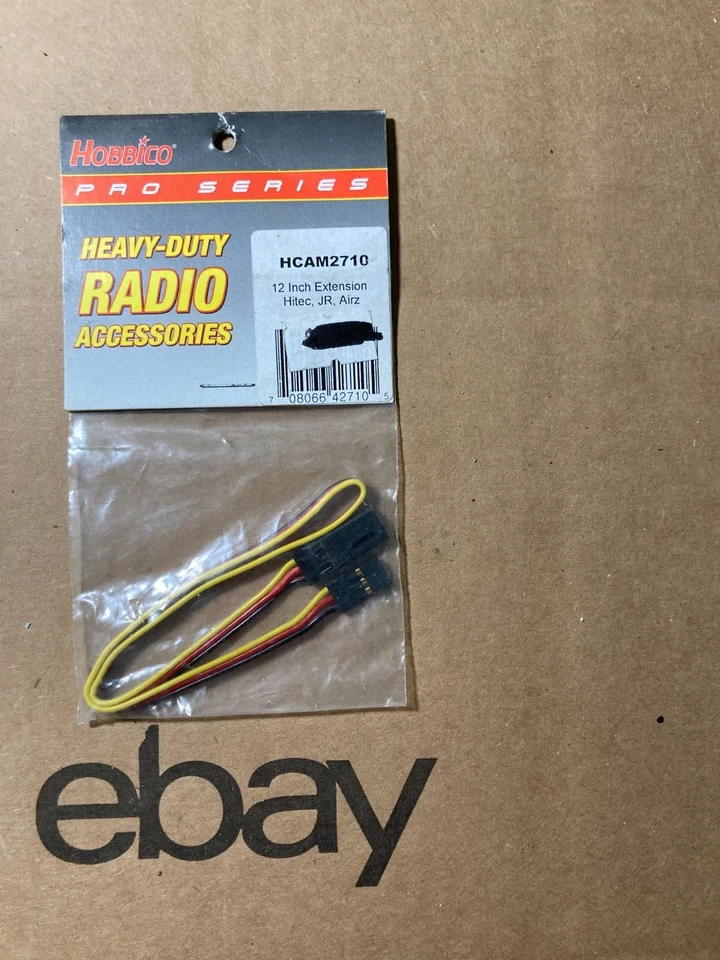 HOBBICO®
PRO SERIES
HEAVY-DUTY
RADIO
ACCESSORIES
HCAM2710
12 Inch Extension
Hitec, JR, Airz
7 08066 42710 5
ebay